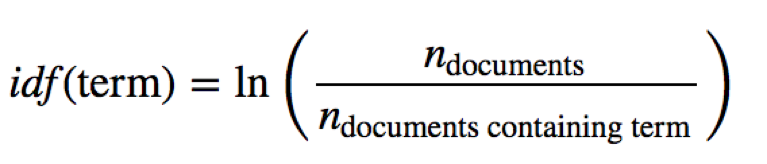 idf(term) = ln ( n_documents / n_documents containing term )